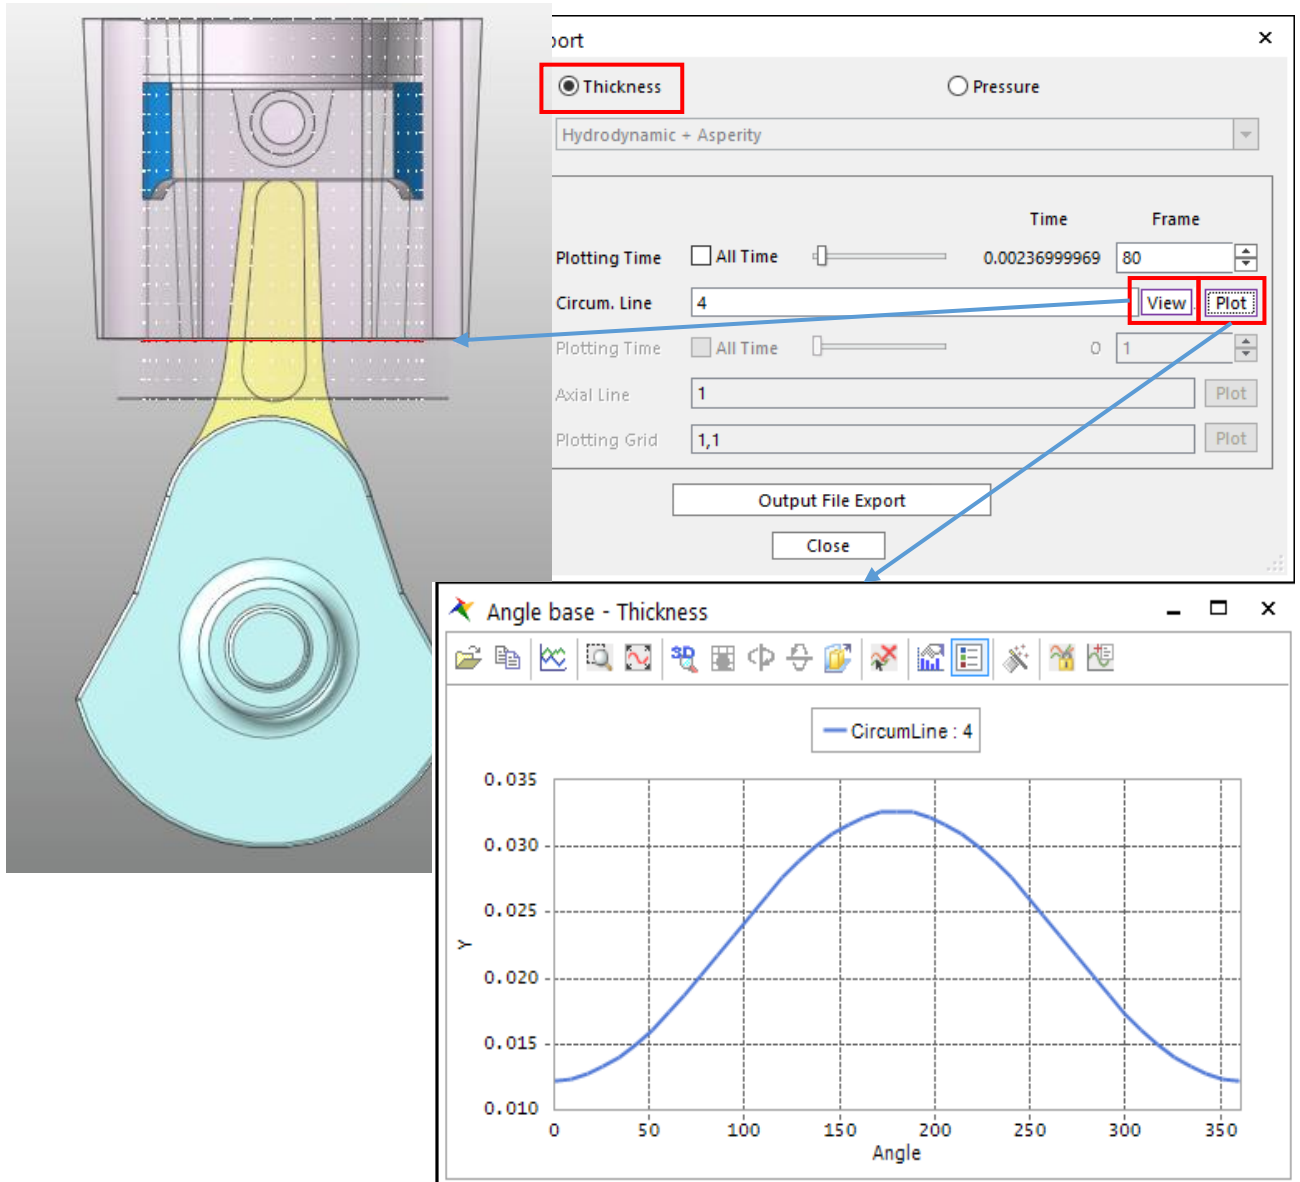 port
Thickness
Pressure
Hydrodynamic + Asperity
Time Frame
Plotting Time All Time 0.00236999969 80
Circum. Line 4 View Plot
Plotting Time All Time 0 1
Axial Line 1 Plot
Plotting Grid 1,1 Plot
Output File Export
Close
Angle base - Thickness
3D
CircumLine : 4
0.035
0.030
0.025
0.020
0.015
0.010
Y
0 50 100 150 200 250 300 350
Angle